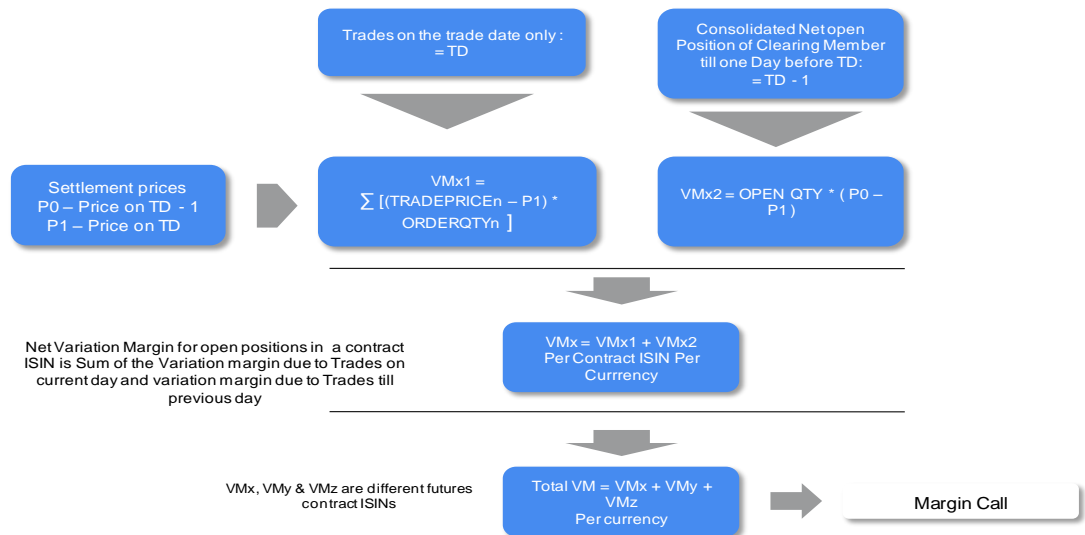 Trades on the trade date only :
= TD
Consolidated Net open
Position of Clearing Member
till one Day before TD:
= TD - 1
Settlement prices
P0 – Price on TD - 1
P1 – Price on TD
VMx1 =
∑ [(TRADEPRICEn – P1) *
ORDERQTYn ]
VMx2 = OPEN QTY * ( P0 –
P1 )
Net Variation Margin for open positions in a contract
ISIN is Sum of the Variation margin due to Trades on
current day and variation margin due to Trades till
previous day
VMx = VMx1 + VMx2
Per Contract ISIN Per
Currrency
VMx, VMy & VMz are different futures
contract ISINs
Total VM = VMx + VMy +
VMz
Per currency
Margin Call